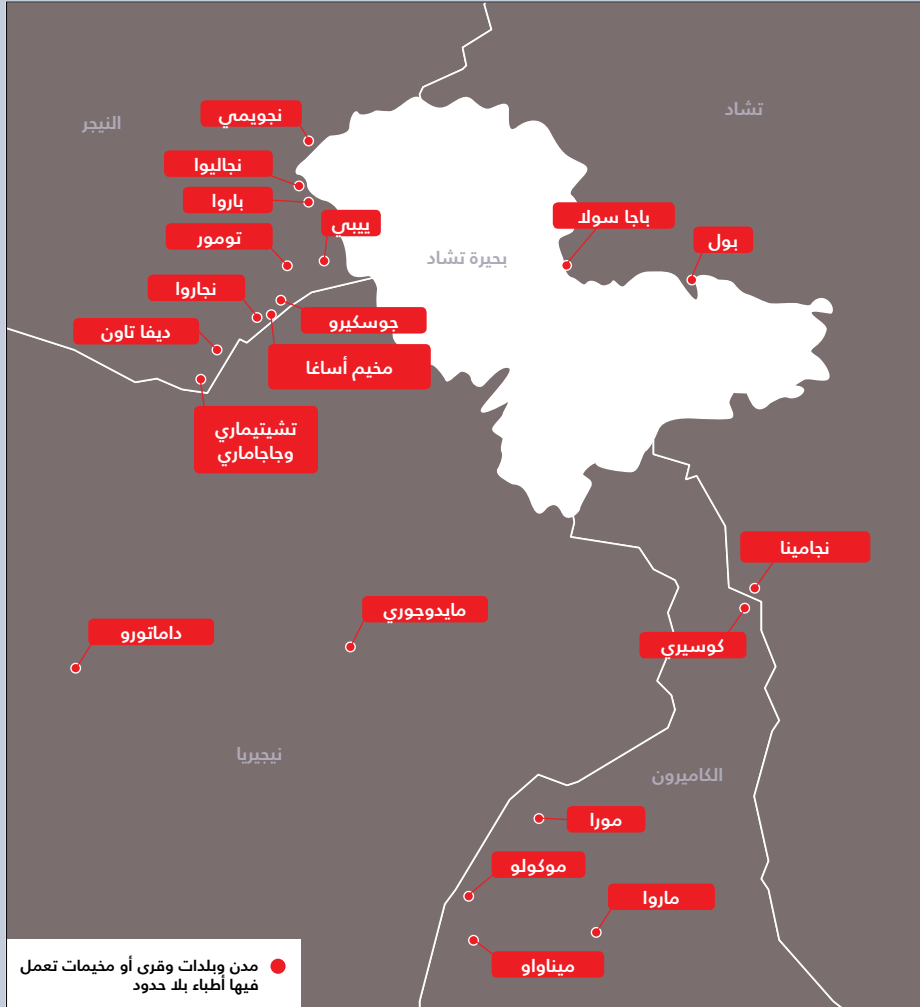 تشاد
النيجر
نجويمي
نجاليوا
باروا
ييبي
باجا سولا
تومور
بول
بحيرة تشاد
نجاروا
جوسكيرو
ديفا تاون
مخيم أساغا
تشيتيماري
وجاجاماري
نجامينا
مايدوجوري
داماتورو
كوسيري
نيجيريا
الكاميرون
مورا
موكولو
ماروا
ميناواو
مدن وبلدات وقرى أو مخيمات تعمل
فيها أطباء بلا حدود